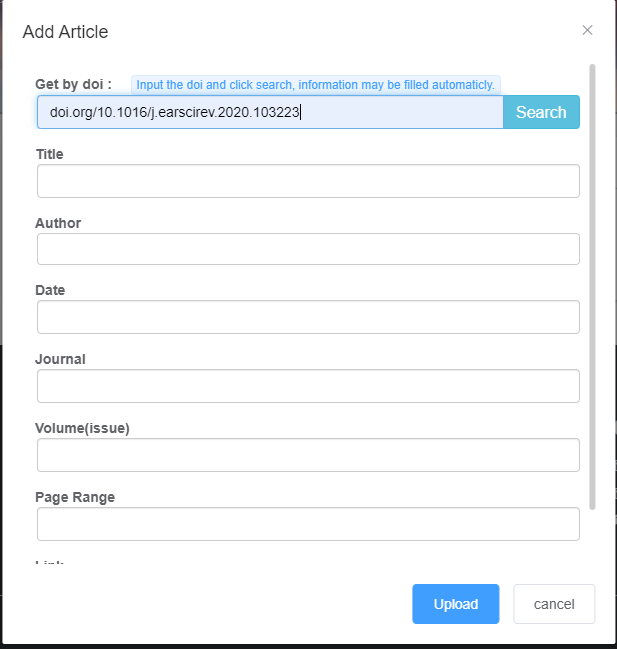 Add Article
Get by doi : Input the doi and click search, information may be filled automaticly.
doi.org/10.1016/j.earscirev.2020.103223 Search
Title
Author
Date
Journal
Volume(issue)
Page Range
Upload cancel